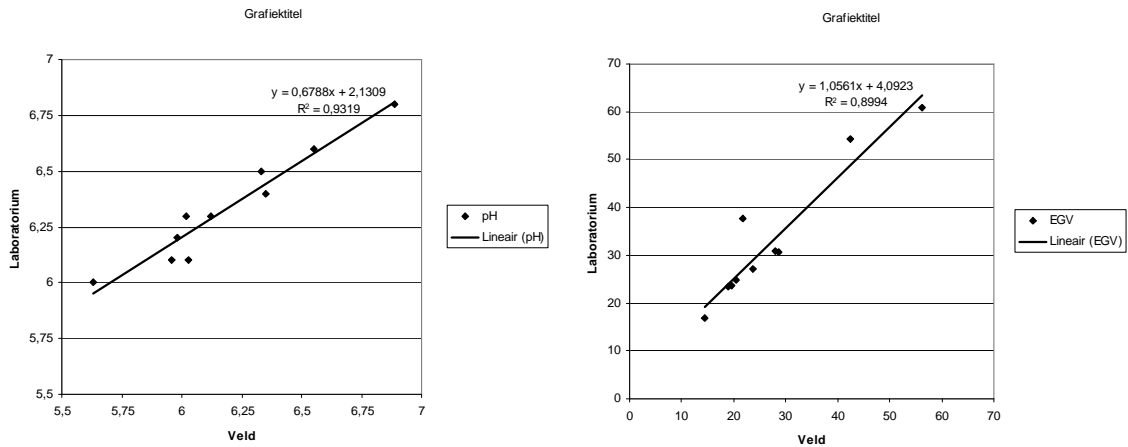 Grafiektitel
7
6,75
6,5
6,25
6
5,75
5,5
Laboratorium
y = 0,6788x + 2,1309
R² = 0,9319
pH
Lineair (pH)
5,5 5,75 6 6,25 6,5 6,75 7
Veld
Grafiektitel
70
60
50
40
30
20
10
0
Laboratorium
y = 1,0561x + 4,0923
R² = 0,8994
EGV
Lineair (EGV)
0 10 20 30 40 50 60 70
Veld